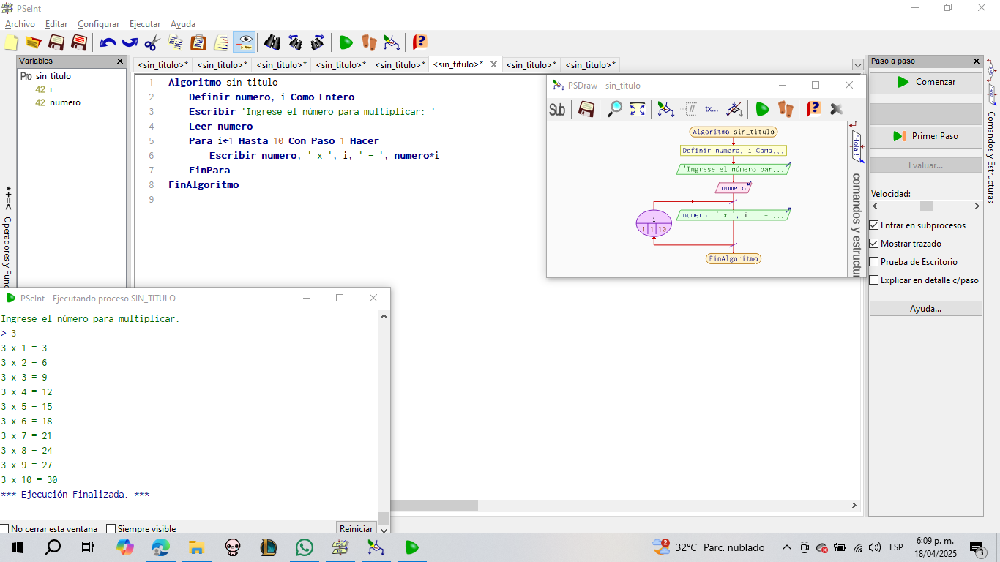 PSeInt
Archivo Editar Configurar Ejecutar Ayuda
Variables
Pro sin_titulo
42 i
42 numero
*+=< Operadores y Func
<sin_titulo>* <sin_titulo>* <sin_titulo>* <sin_titulo>* <sin_titulo>* <sin_titulo>* <sin_titulo>* <sin_titulo>*
1 Algoritmo sin_titulo
2 Definir numero, i Como Entero
3 Escribir 'Ingrese el número para multiplicar: '
4 Leer numero
5 Para i←1 Hasta 10 Con Paso 1 Hacer
6 Escribir numero, ' x ', i, ' = ', numero*i
7 FinPara
8 FinAlgoritmo
9
PSDraw - sin_titulo
Sub
tx...
Algoritmo sin_titulo
Definir numero, i Como...
'Ingrese el número par...
numero
i
1 1 10
numero, ' x ', i, ' = ...
FinAlgoritmo
'Hola !'
comandos y estructur
Paso a paso
Comenzar
Primer Paso
Evaluar...
Velocidad:
Entrar en subprocesos
Mostrar trazado
Prueba de Escritorio
Explicar en detalle c/paso
Ayuda...
'Hola !'
Comandos y Estructuras
PSeInt - Ejecutando proceso SIN_TITULO
Ingrese el número para multiplicar:
> 3
3 x 1 = 3
3 x 2 = 6
3 x 3 = 9
3 x 4 = 12
3 x 5 = 15
3 x 6 = 18
3 x 7 = 21
3 x 8 = 24
3 x 9 = 27
3 x 10 = 30
*** Ejecución Finalizada. ***
No cerrar esta ventana Siempre visible Reiniciar
2 32°C Parc. nublado ESP 6:09 p. m.
18/04/2025
3